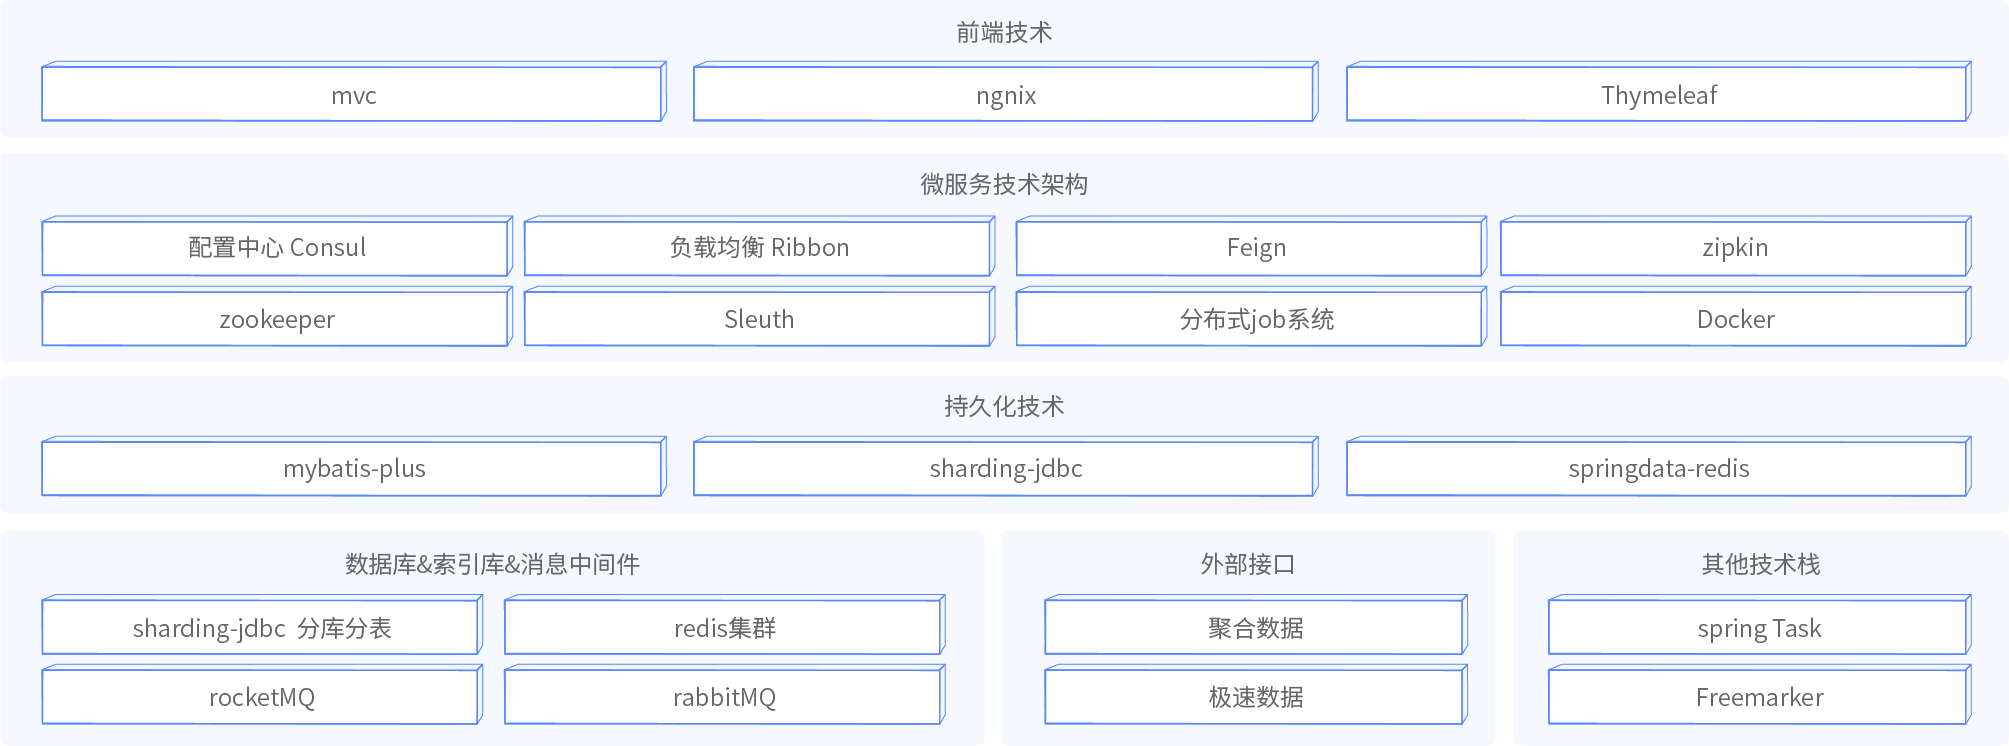 前端技术
mvc
ngnix
Thymeleaf
微服务技术架构
配置中心 Consul
负载均衡 Ribbon
Feign
zipkin
zookeeper
Sleuth
分布式job系统
Docker
持久化技术
mybatis-plus
sharding-jdbc
springdata-redis
数据库&索引库&消息中间件
sharding-jdbc 分库分表
redis集群
rocketMQ
rabbitMQ
外部接口
聚合数据
极速数据
其他技术栈
spring Task
Freemarker